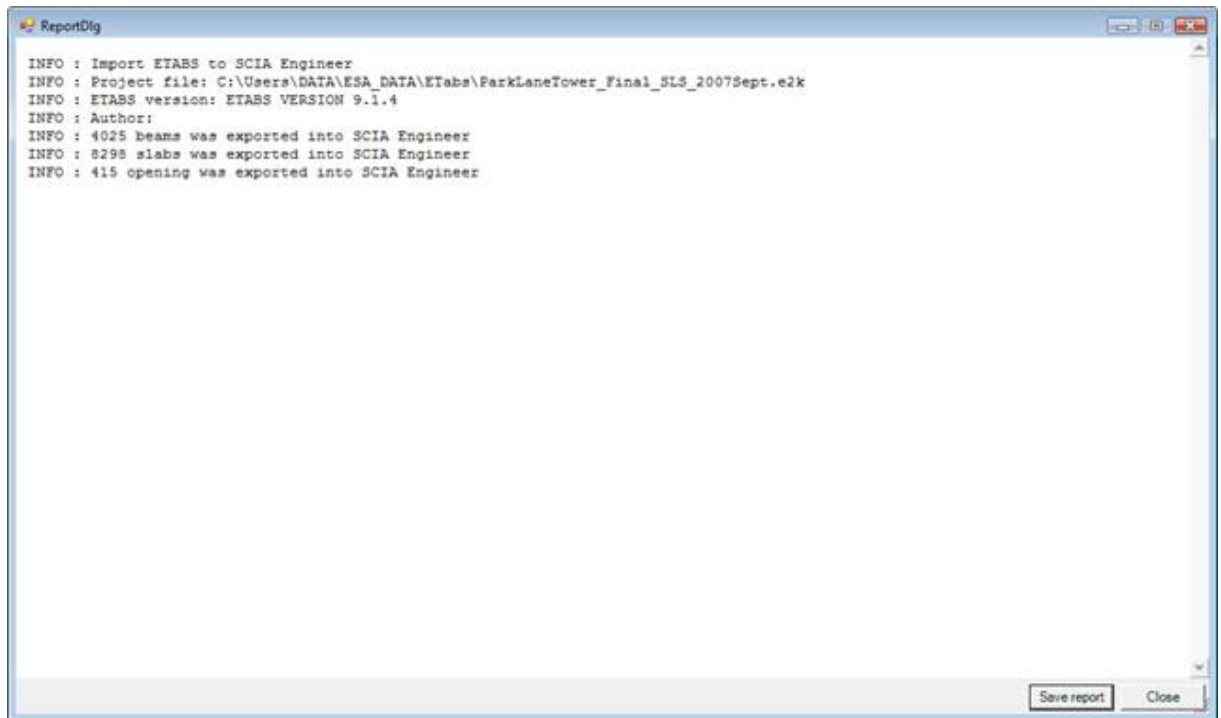 ReportDlg
INFO : Import ETABS to SCIA Engineer
INFO : Project file: C:\Users\DATA\ESA_DATA\ETabs\ParkLaneTower_Final_SLS_2007Sept.e2k
INFO : ETABS version: ETABS VERSION 9.1.4
INFO : Author:
INFO : 4025 beams was exported into SCIA Engineer
INFO : 8298 slabs was exported into SCIA Engineer
INFO : 415 opening was exported into SCIA Engineer
Save report Close